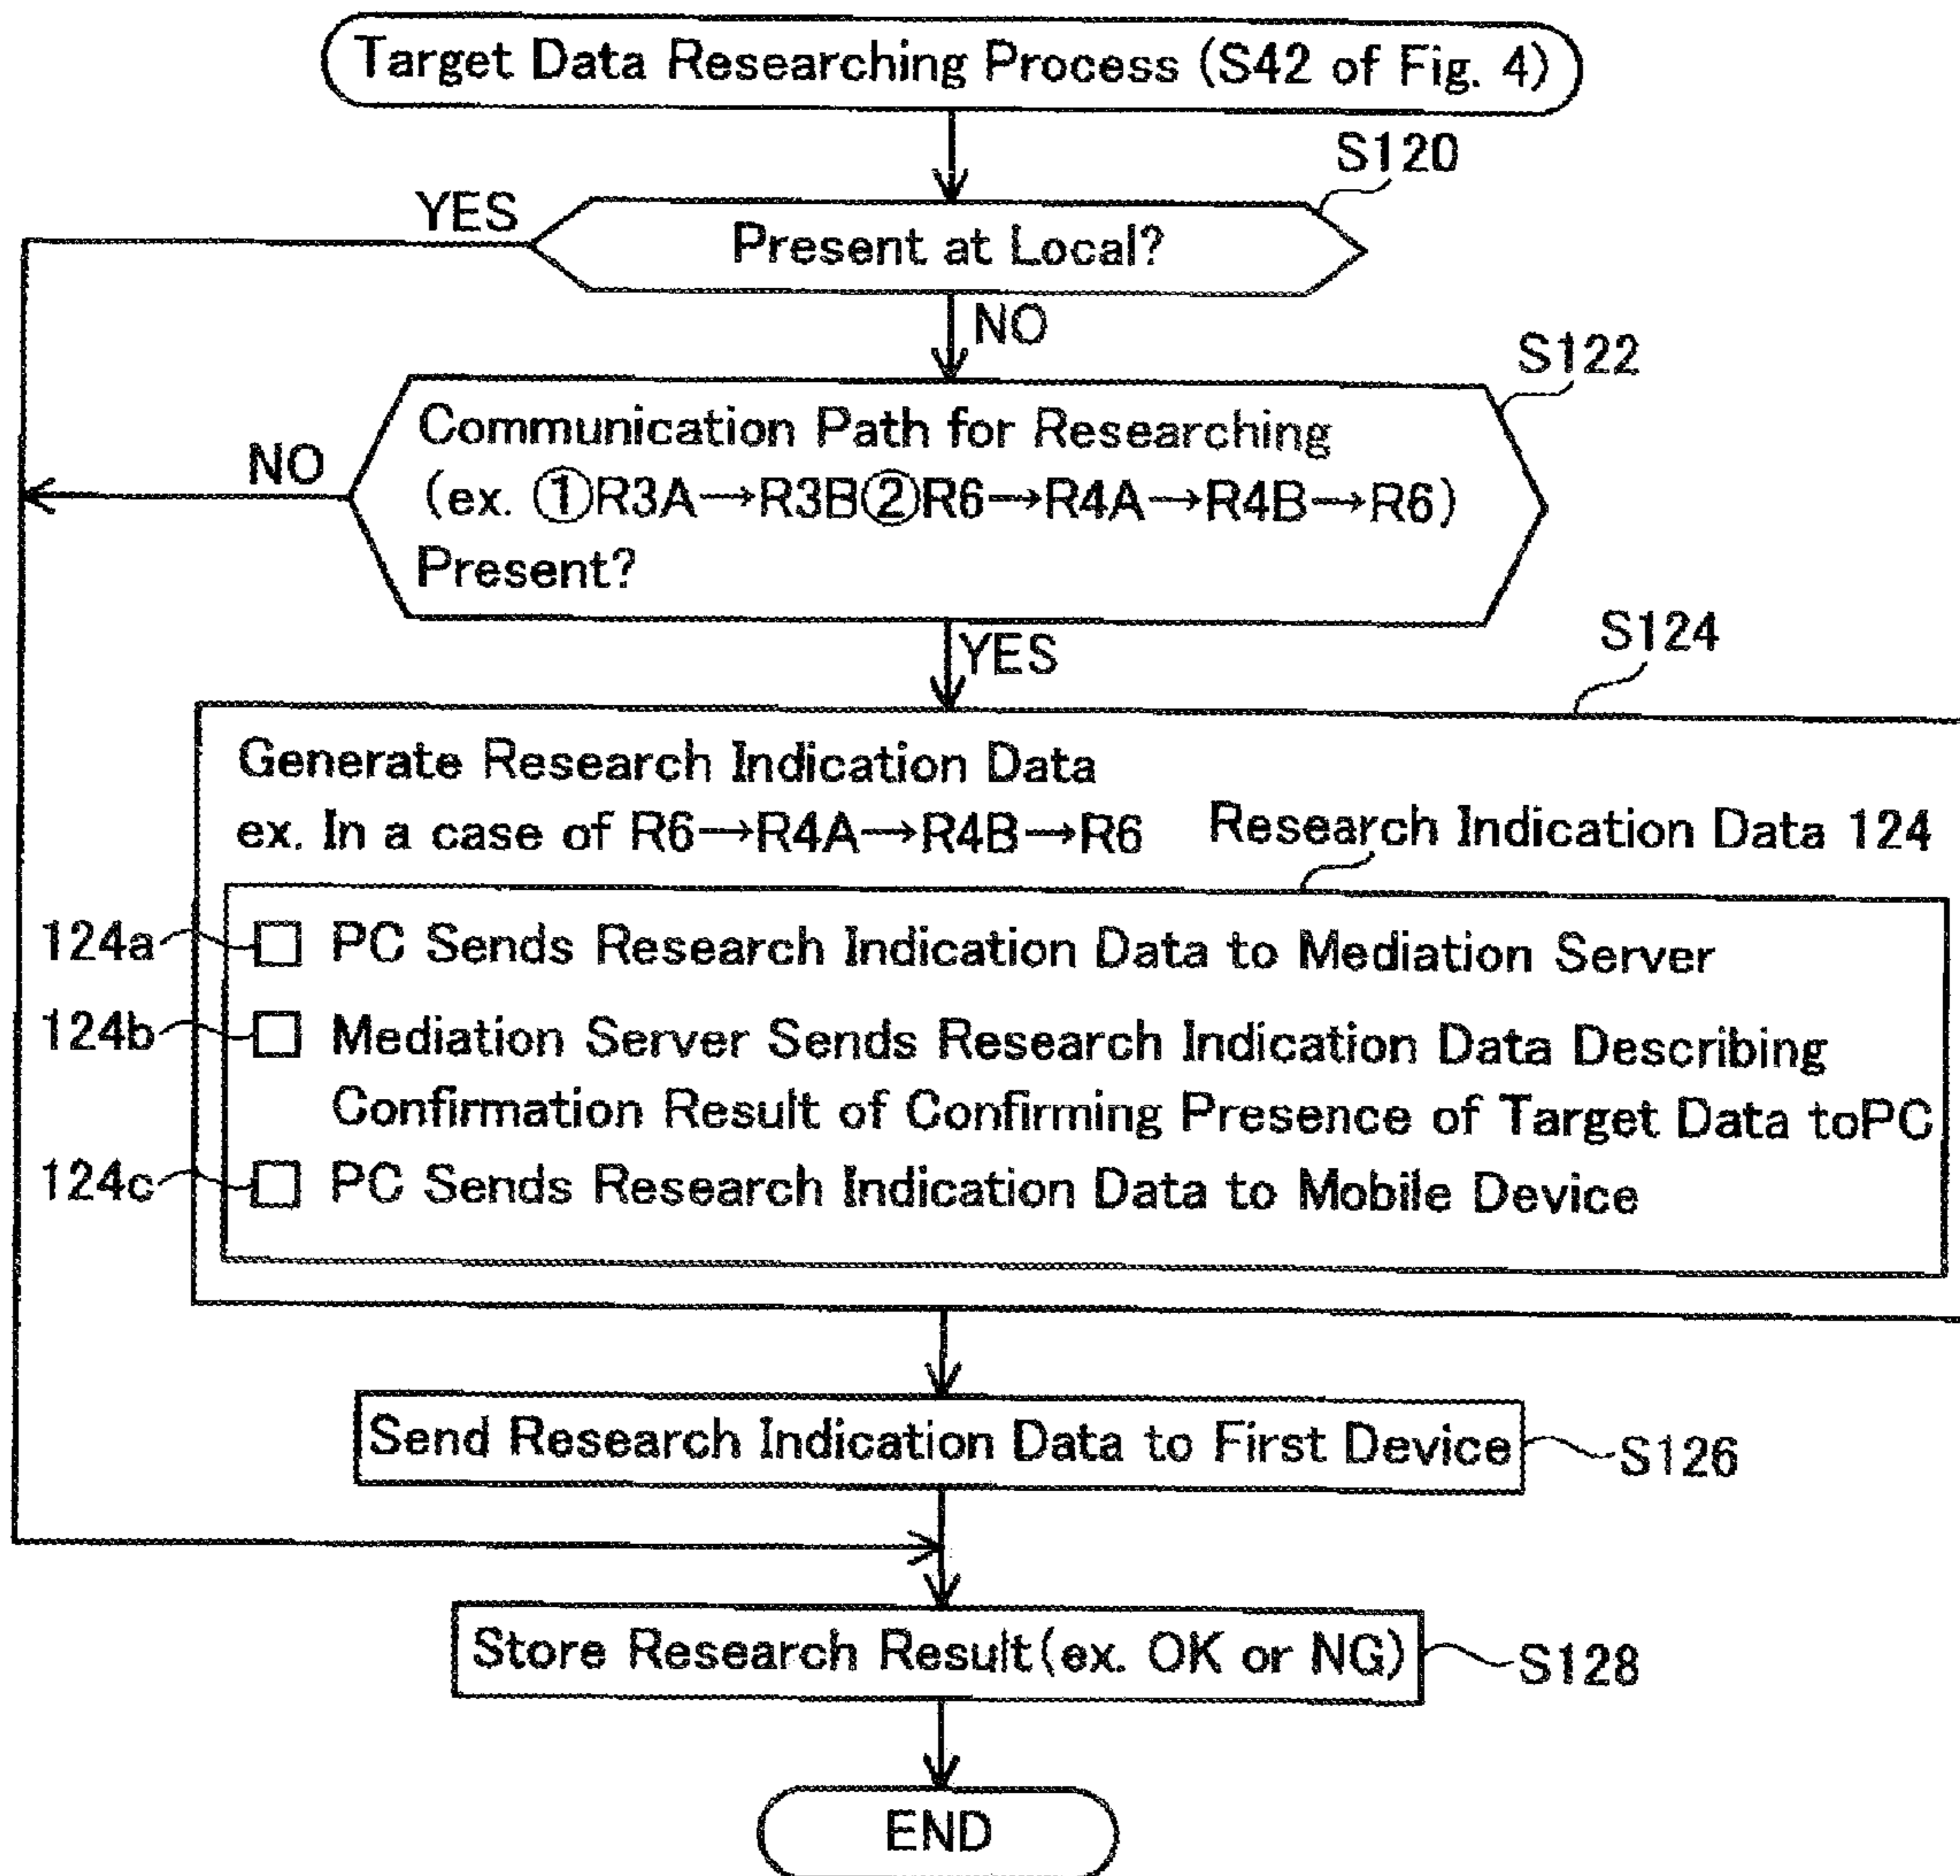 Target Data Researching Process (S42 of Fig. 4)
S120
YES
Present at Local?
NO
S122
Communication Path for Researching
NO
(ex. ①R3A→R3B②R6→R4A→R4B→R6)
Present?
YES
S124
Generate Research Indication Data
ex. In a case of R6→R4A→R4B→R6
Research Indication Data 124
124a
PC Sends Research Indication Data to Mediation Server
124b
Mediation Server Sends Research Indication Data Describing
Confirmation Result of Confirming Presence of Target Data toPC
124c
PC Sends Research Indication Data to Mobile Device
Send Research Indication Data to First Device
S126
Store Research Result(ex. OK or NG)
S128
END